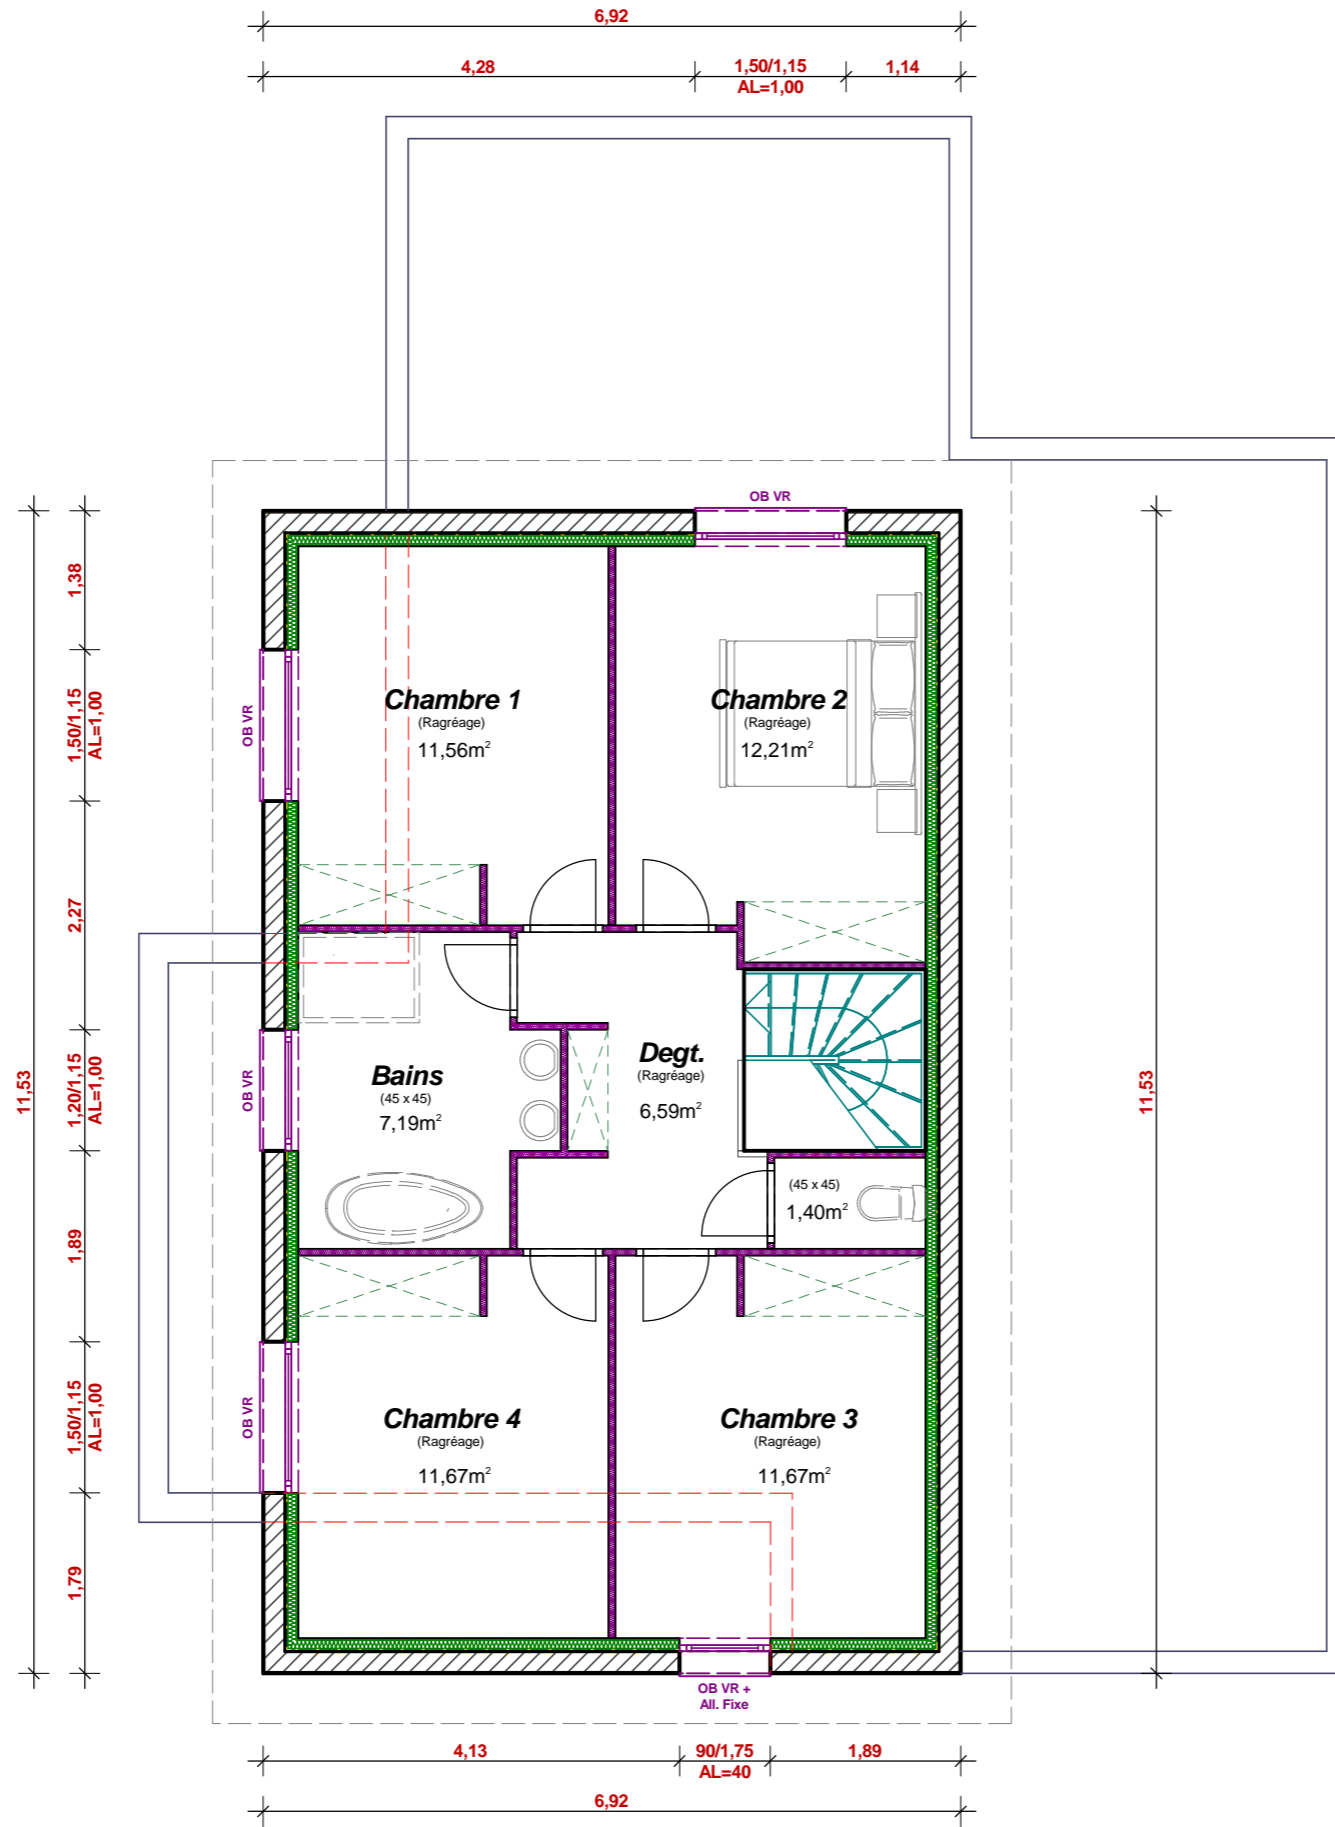 6,92
4,28
1,50/1,15
AL=1,00
1,14
OB VR
11,53
1,38
1,50/1,15
AL=1,00
OB VR
Chambre 1
(Ragréage)
11,56m²
Chambre 2
(Ragréage)
12,21m²
2,27
1,20/1,15
AL=1,00
OB VR
Bains
(45 x 45)
7,19m²
Degt.
(Ragréage)
6,59m²
11,53
(45 x 45)
1,40m²
1,89
1,50/1,15
AL=1,00
OB VR
Chambre 4
(Ragréage)
11,67m²
Chambre 3
(Ragréage)
11,67m²
1,79
OB VR +
All. Fixe
4,13
90/1,75
AL=40
1,89
6,92